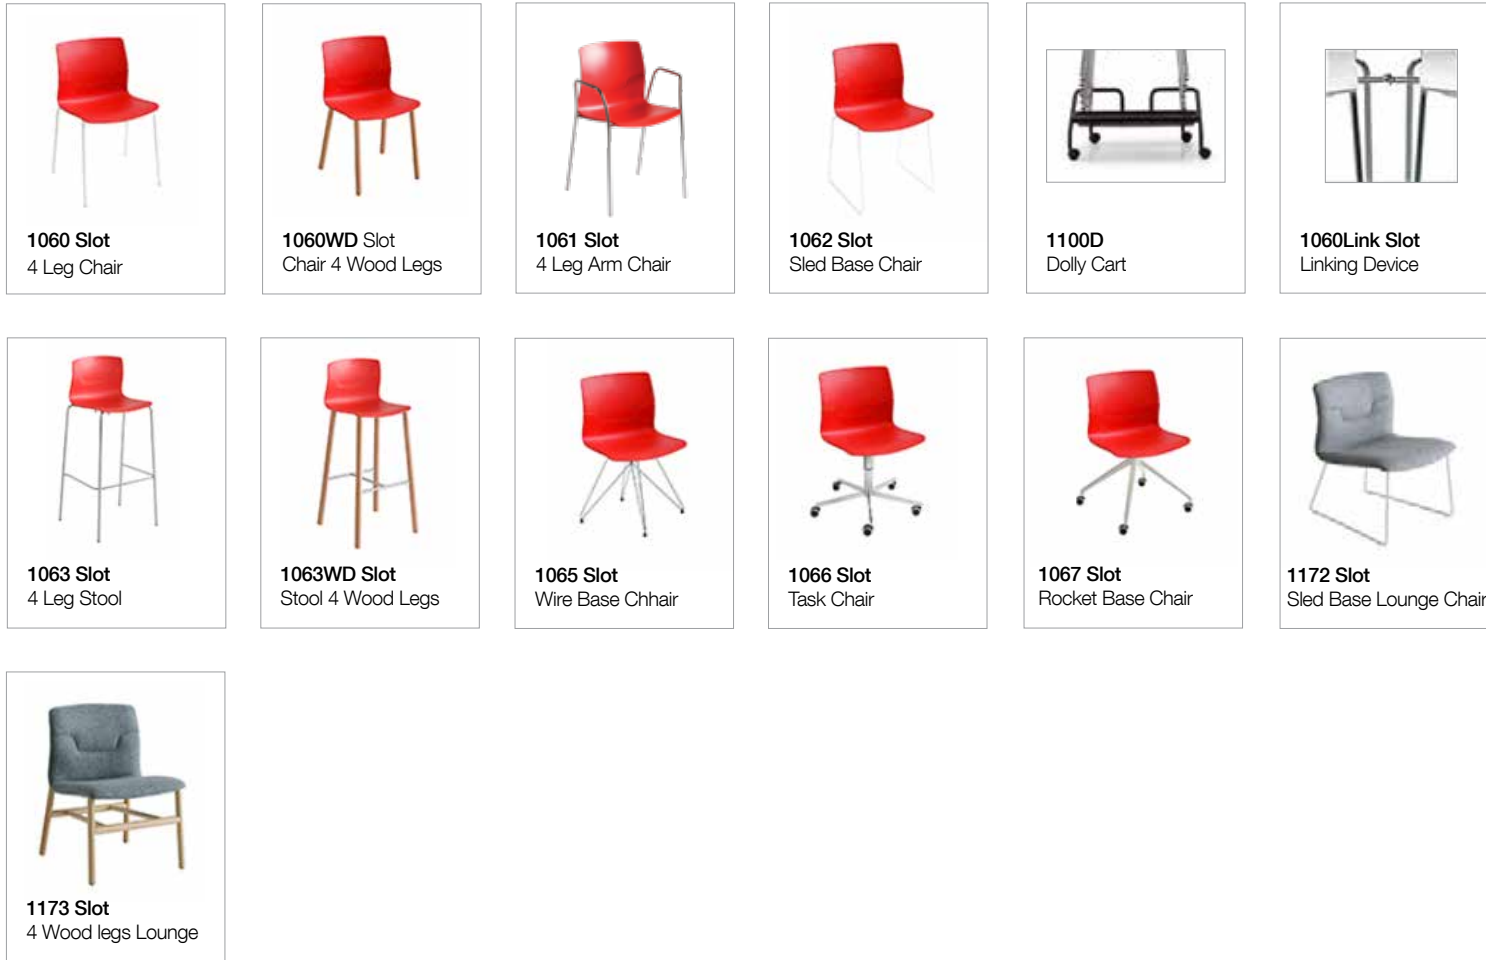 1060 Slot
4 Leg Chair
1060WD Slot
Chair 4 Wood Legs
1061 Slot
4 Leg Arm Chair
1062 Slot
Sled Base Chair
1100D
Dolly Cart
1060Link Slot
Linking Device
1063 Slot
4 Leg Stool
1063WD Slot
Stool 4 Wood Legs
1065 Slot
Wire Base Chhair
1066 Slot
Task Chair
1067 Slot
Rocket Base Chair
1172 Slot
Sled Base Lounge Chair
1173 Slot
4 Wood legs Lounge